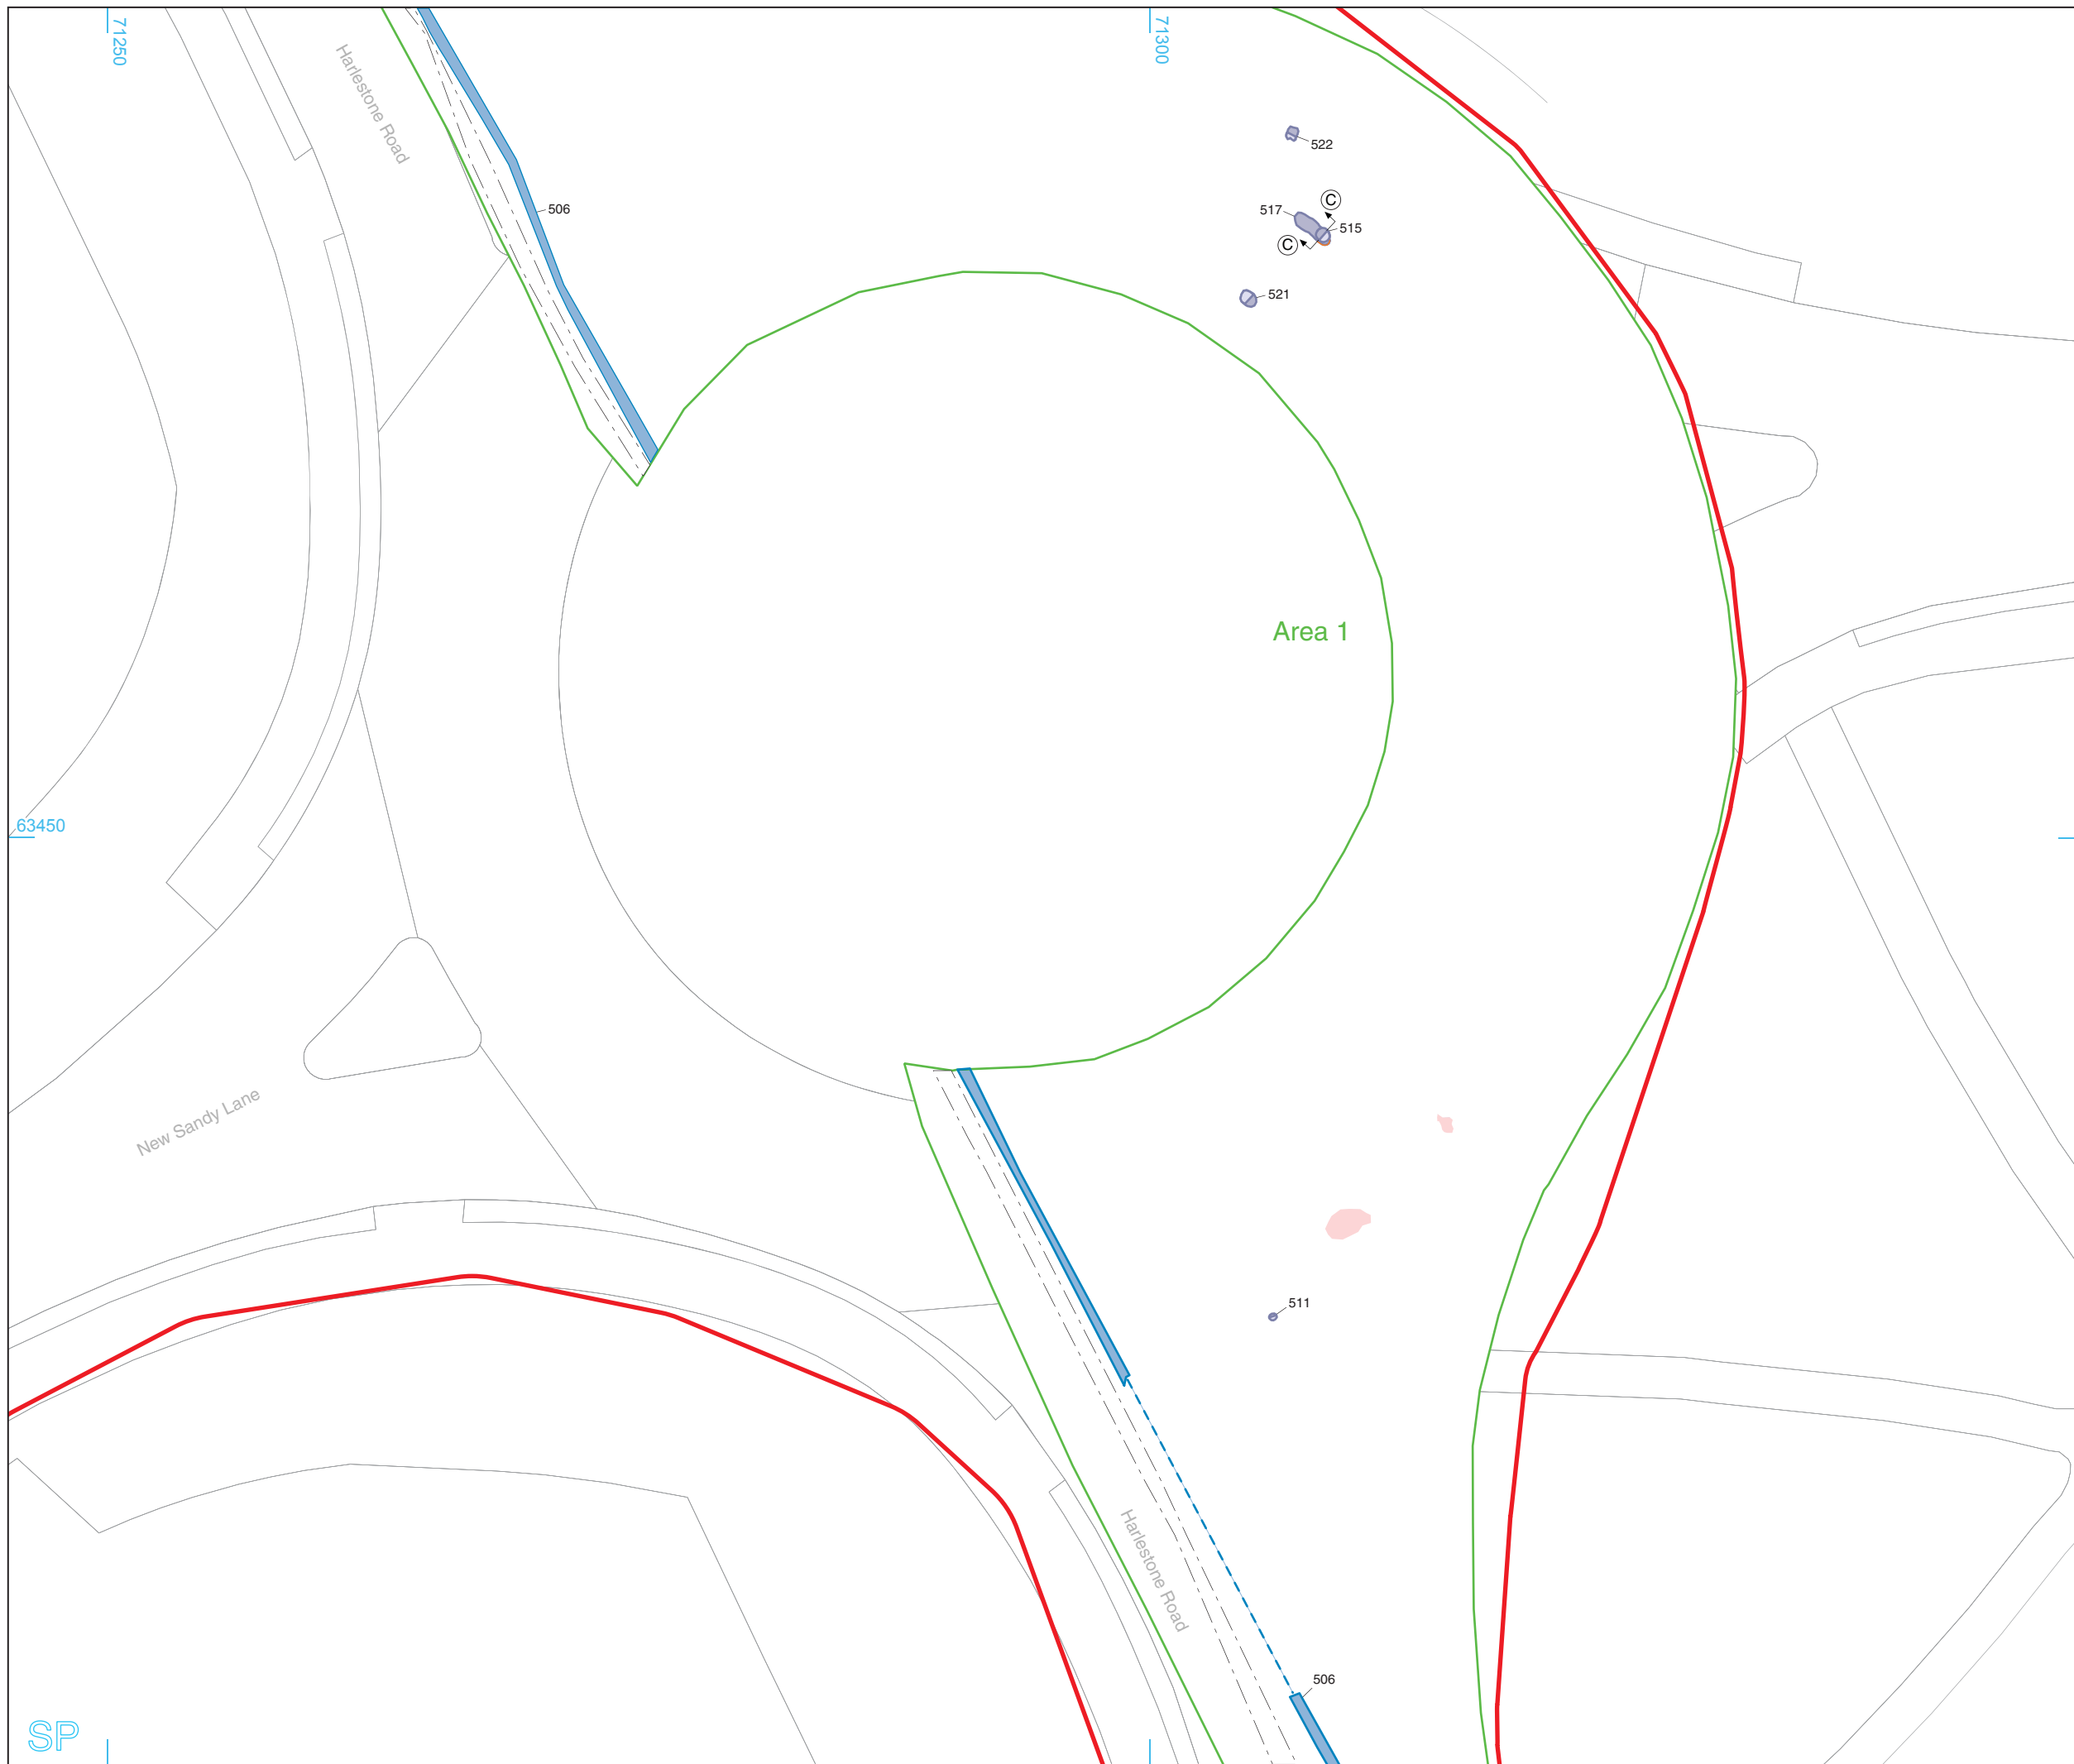 71250
71300
Harlestone Road
522
517
C
515
C
506
521
Area 1
63450
New Sandy Lane
511
Harlestone Road
506
SP